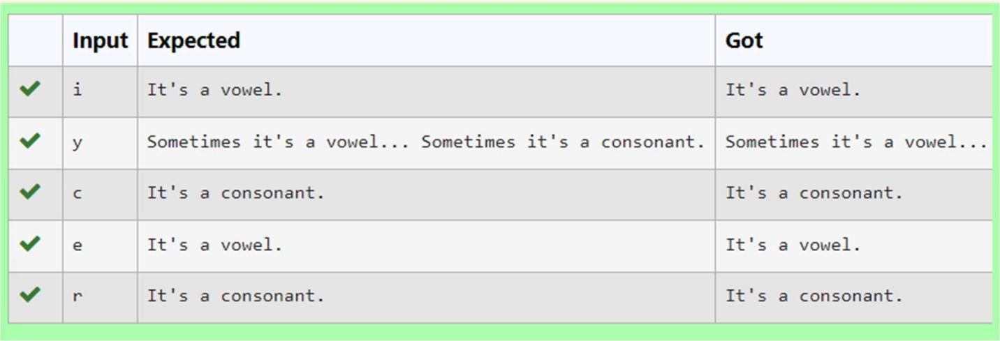 Input Expected Got
i It's a vowel. It's a vowel.
y Sometimes it's a vowel... Sometimes it's a consonant. Sometimes it's a vowel...
c It's a consonant. It's a consonant.
e It's a vowel. It's a vowel.
r It's a consonant. It's a consonant.